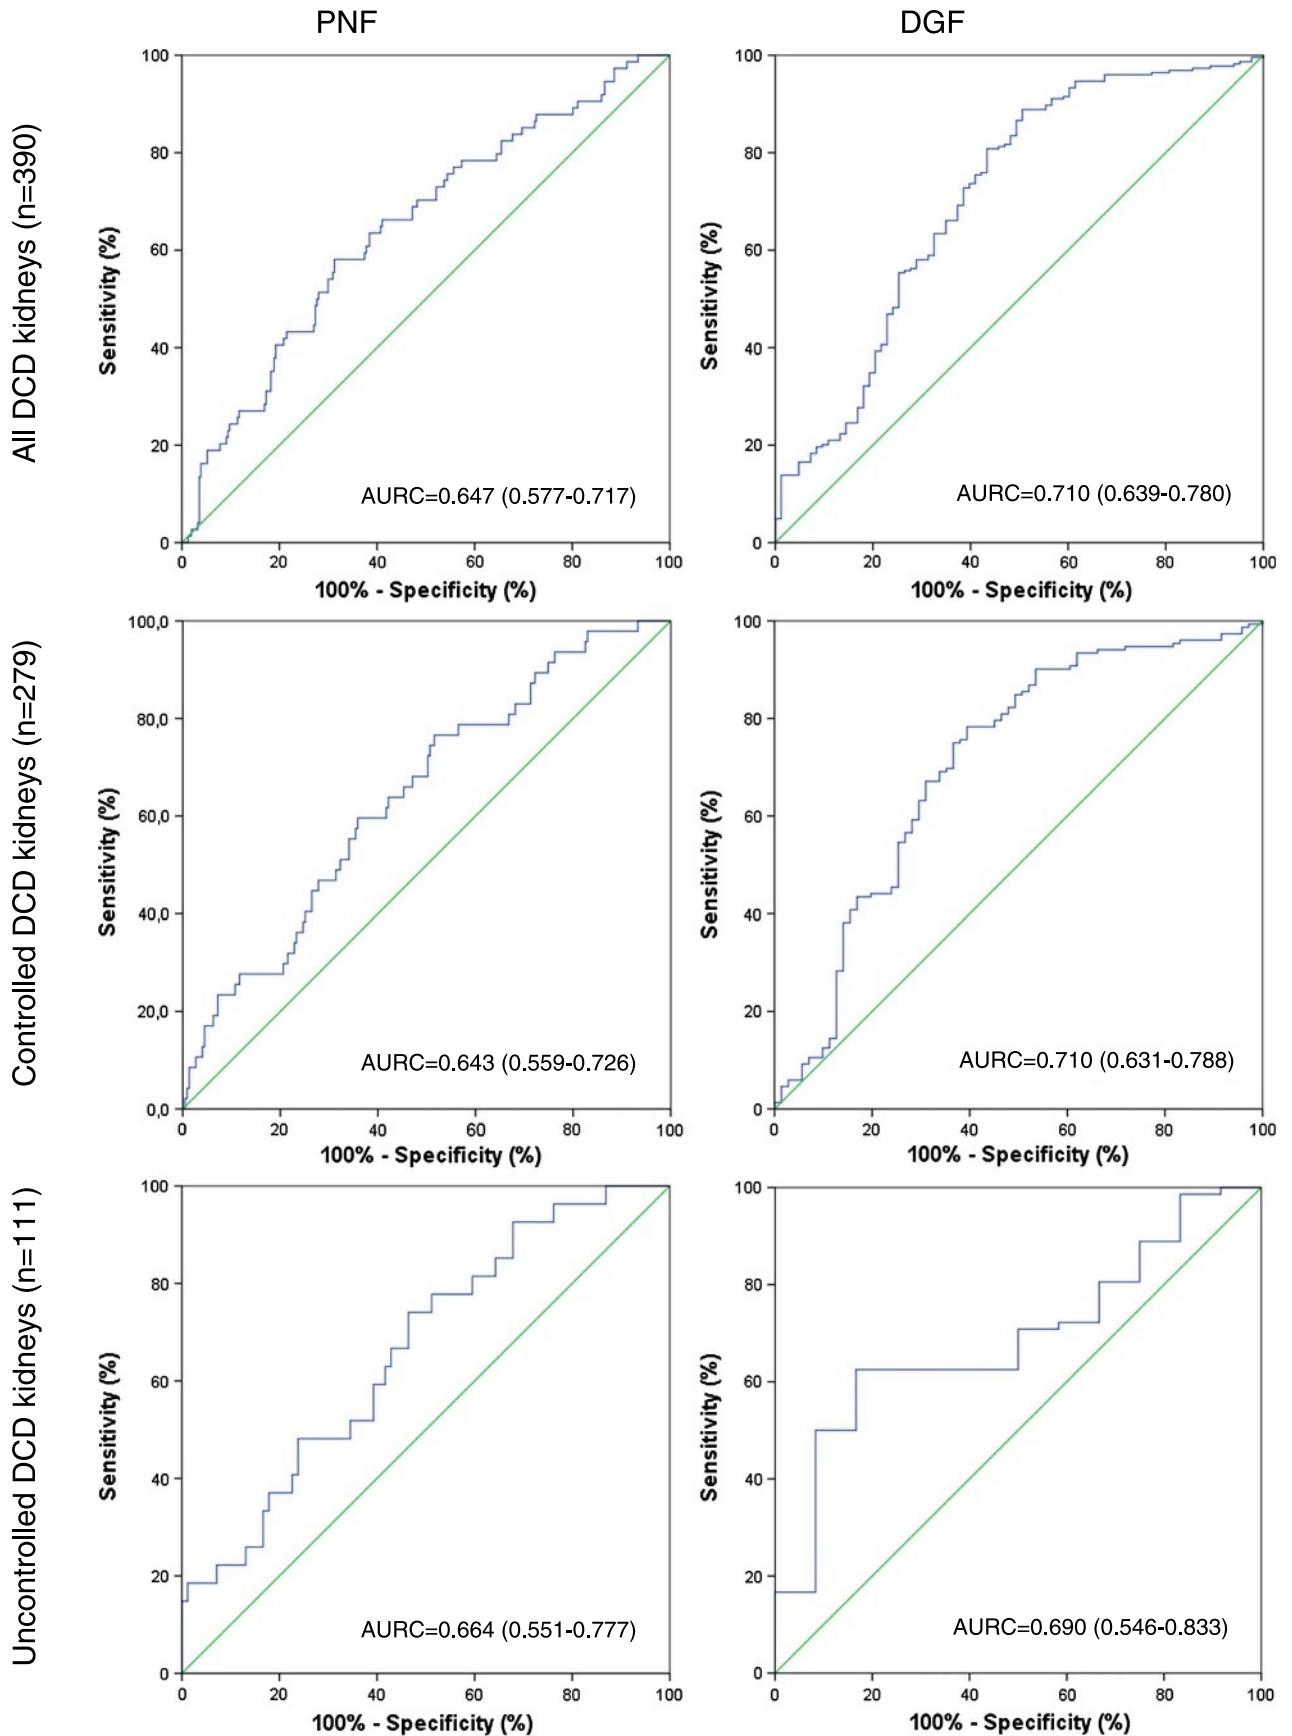 PNF
DGF
All DCD kidneys (n=390)
100
80
60
40
20
0
Sensitivity (%)
AURC=0.647 (0.577-0.717)
0 20 40 60 80 100
100% - Specificity (%)
100
80
60
40
20
0
Sensitivity (%)
AURC=0.710 (0.639-0.780)
0 20 40 60 80 100
100% - Specificity (%)
Controlled DCD kidneys (n=279)
100,0
80,0
60,0
40,0
20,0
0,0
Sensitivity (%)
AURC=0.643 (0.559-0.726)
0 20 40 60 80 100
100% - Specificity (%)
100
80
60
40
20
0
Sensitivity (%)
AURC=0.710 (0.631-0.788)
0 20 40 60 80 100
100% - Specificity (%)
Uncontrolled DCD kidneys (n=111)
100
80
60
40
20
0
Sensitivity (%)
AURC=0.664 (0.551-0.777)
0 20 40 60 80 100
100% - Specificity (%)
100
80
60
40
20
0
Sensitivity (%)
AURC=0.690 (0.546-0.833)
0 20 40 60 80 100
100% - Specificity (%)